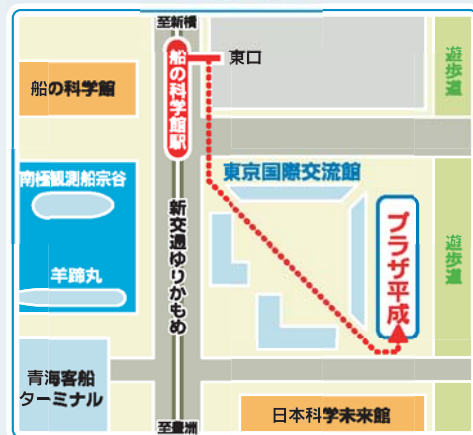 至新橋
船の科学館駅
東口
遊歩道
船の科学館
東京国際交流館
南極観測船宗谷
新交通ゆりかもめ
プラザ平成
遊歩道
羊蹄丸
青海客船
ターミナル
至豊洲
日本科学未来館